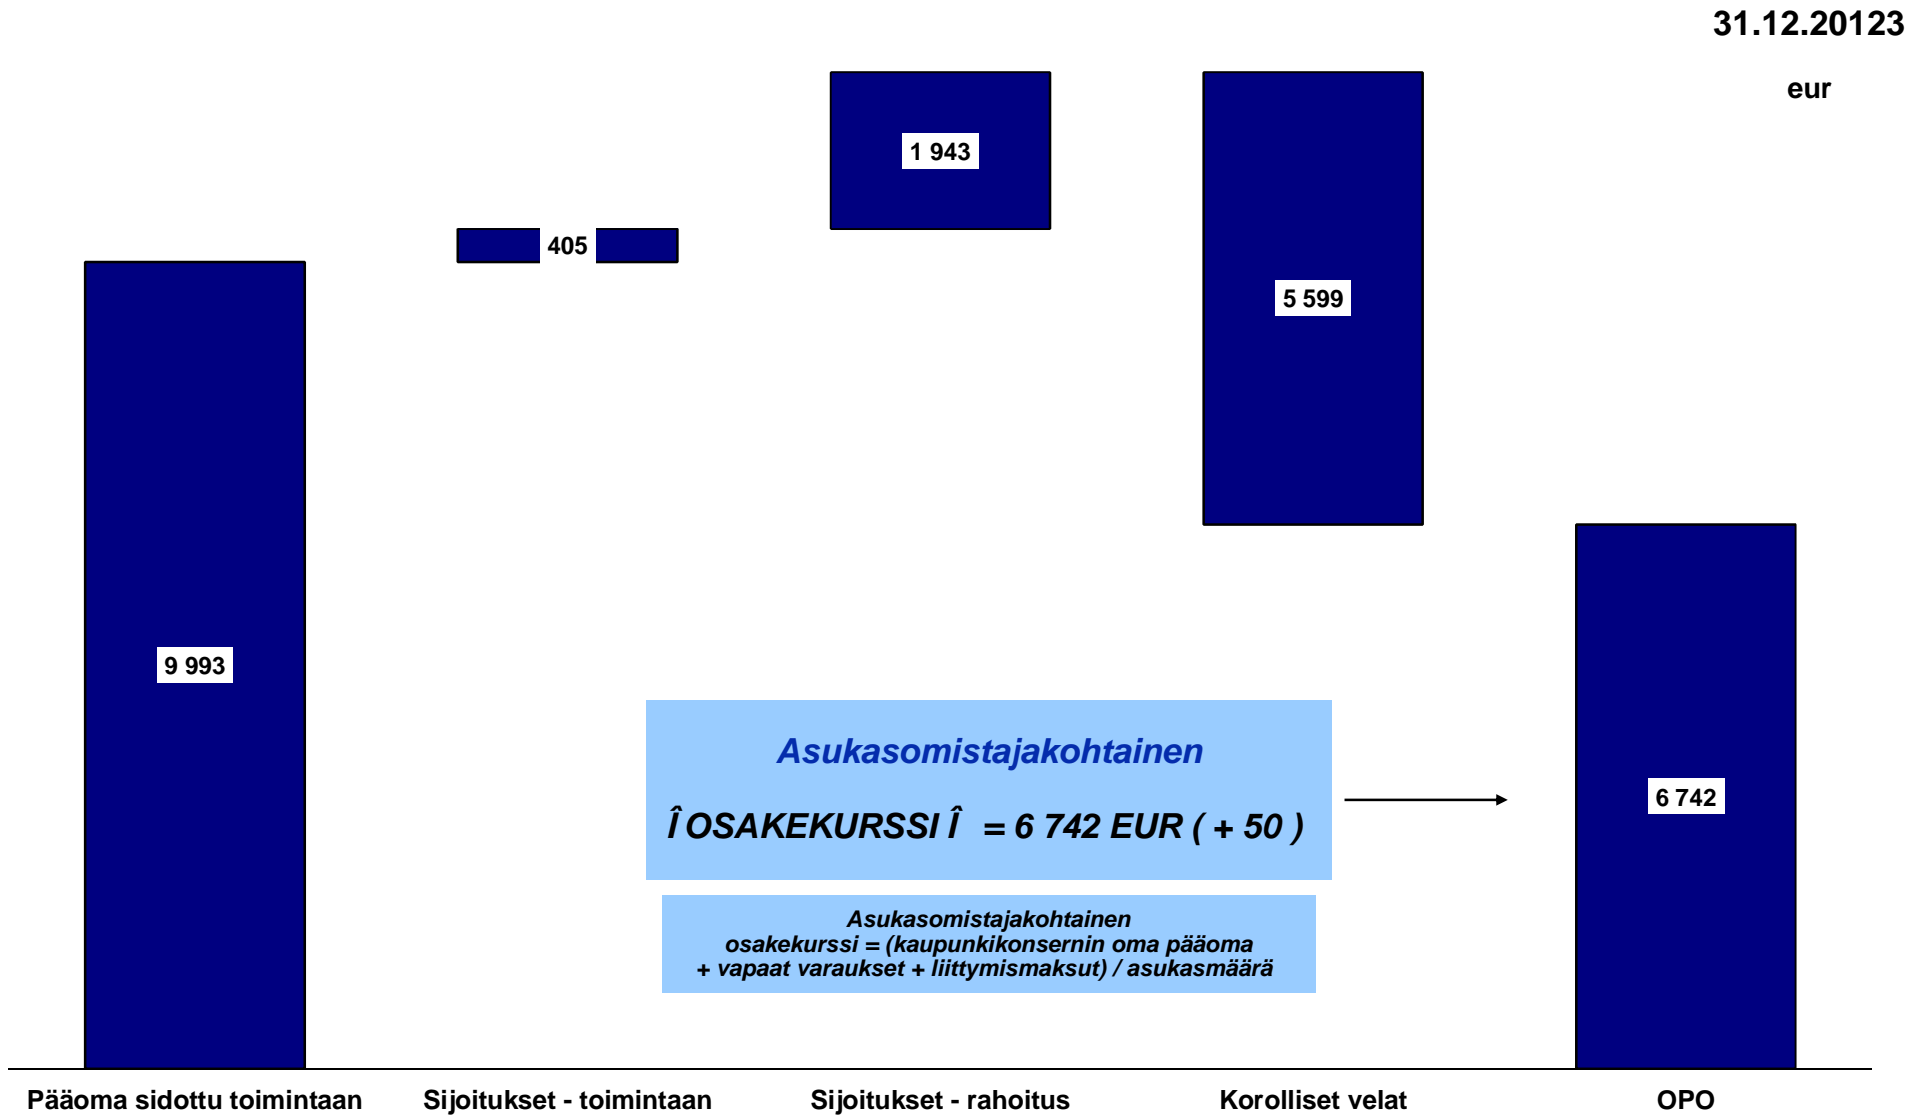 31.12.20123
eur
1 943
405
5 599
9 993
Asukasomistajakohtainen
Î OSAKEKURSSI Î = 6 742 EUR ( + 50 )
6 742
Asukasomistajakohtainen
osakekurssi = (kaupunkikonsernin oma pääoma
+ vapaat varaukset + liittymismaksut) / asukasmäärä
Pääoma sidottu toimintaan Sijoitukset - toimintaan Sijoitukset - rahoitus Korolliset velat OPO